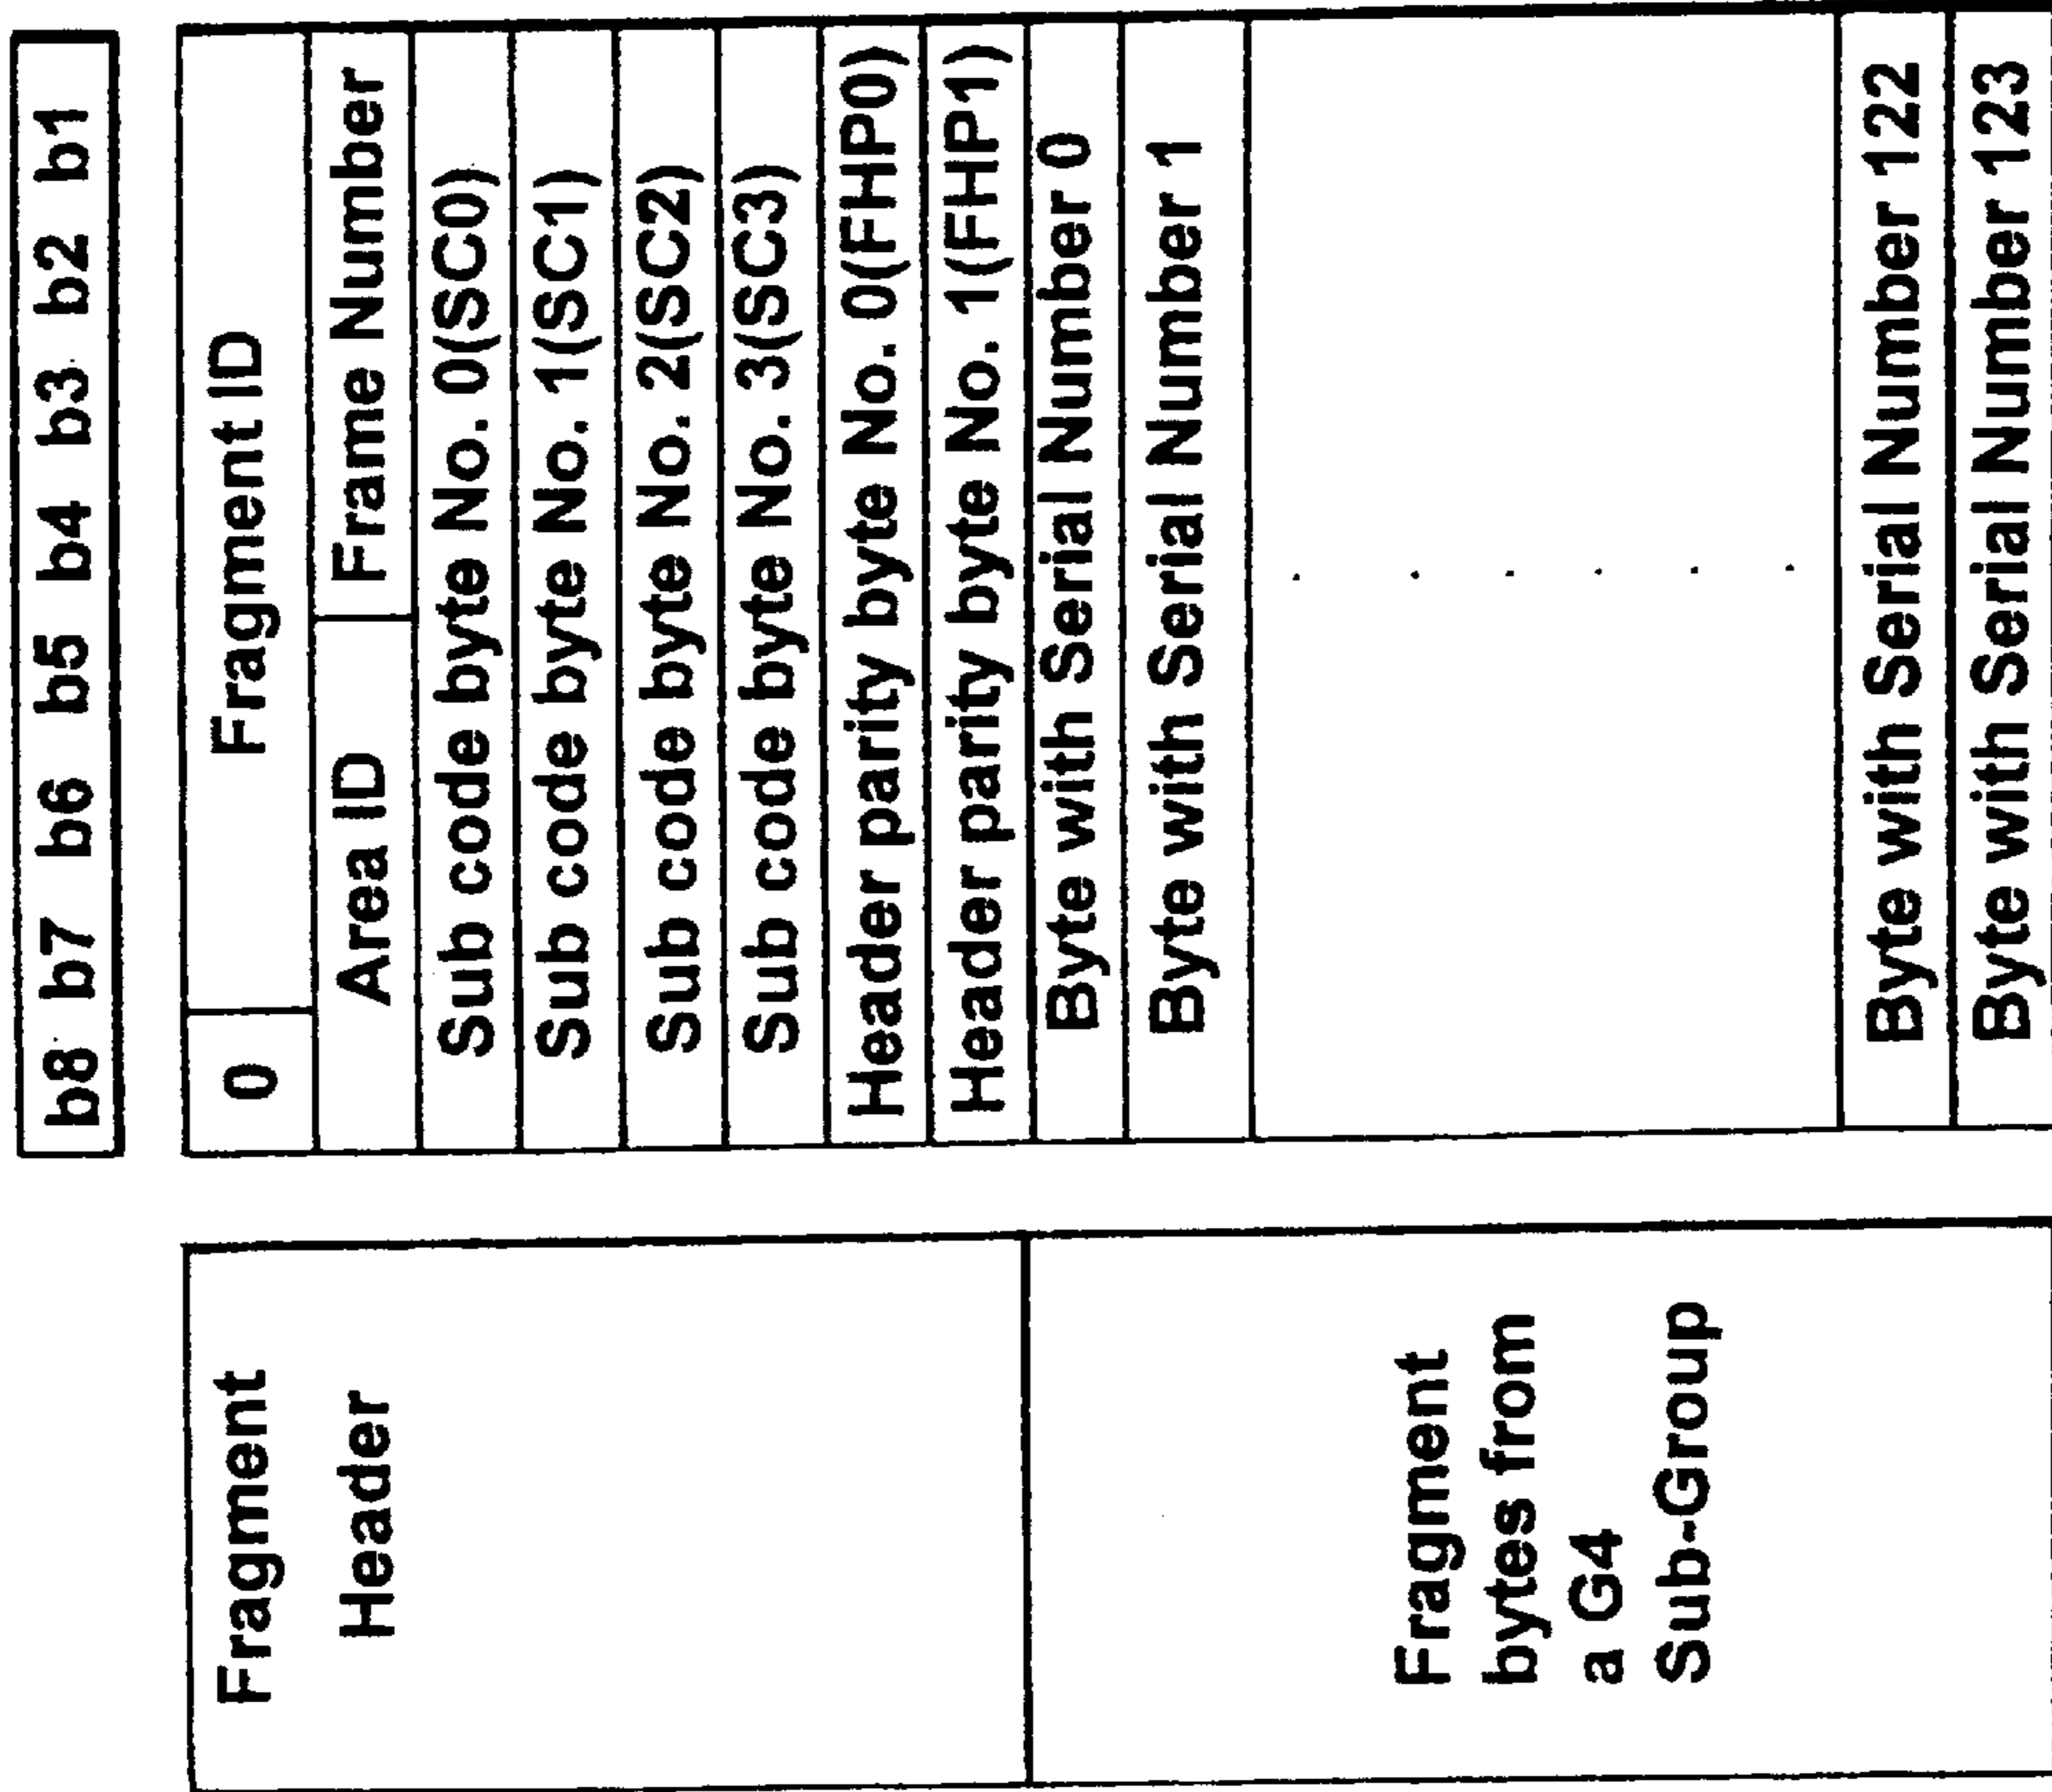 b8 b7 b6 b5 b4 b3 b2 b1
0 Fragment ID
Area ID Frame Number
Sub code byte No. 0(SC0)
Sub code byte No. 1(SC1)
Sub code byte No. 2(SC2)
Sub code byte No. 3(SC3)
Header parity byte No. 0(FHP0)
Header parity byte No. 1(FHP1)
Byte with Serial Number 0
Byte with Serial Number 1
. . . . . .
Byte with Serial Number 122
Byte with Serial Number 123
Fragment
Header
Fragment
bytes from
a G4
Sub-Group